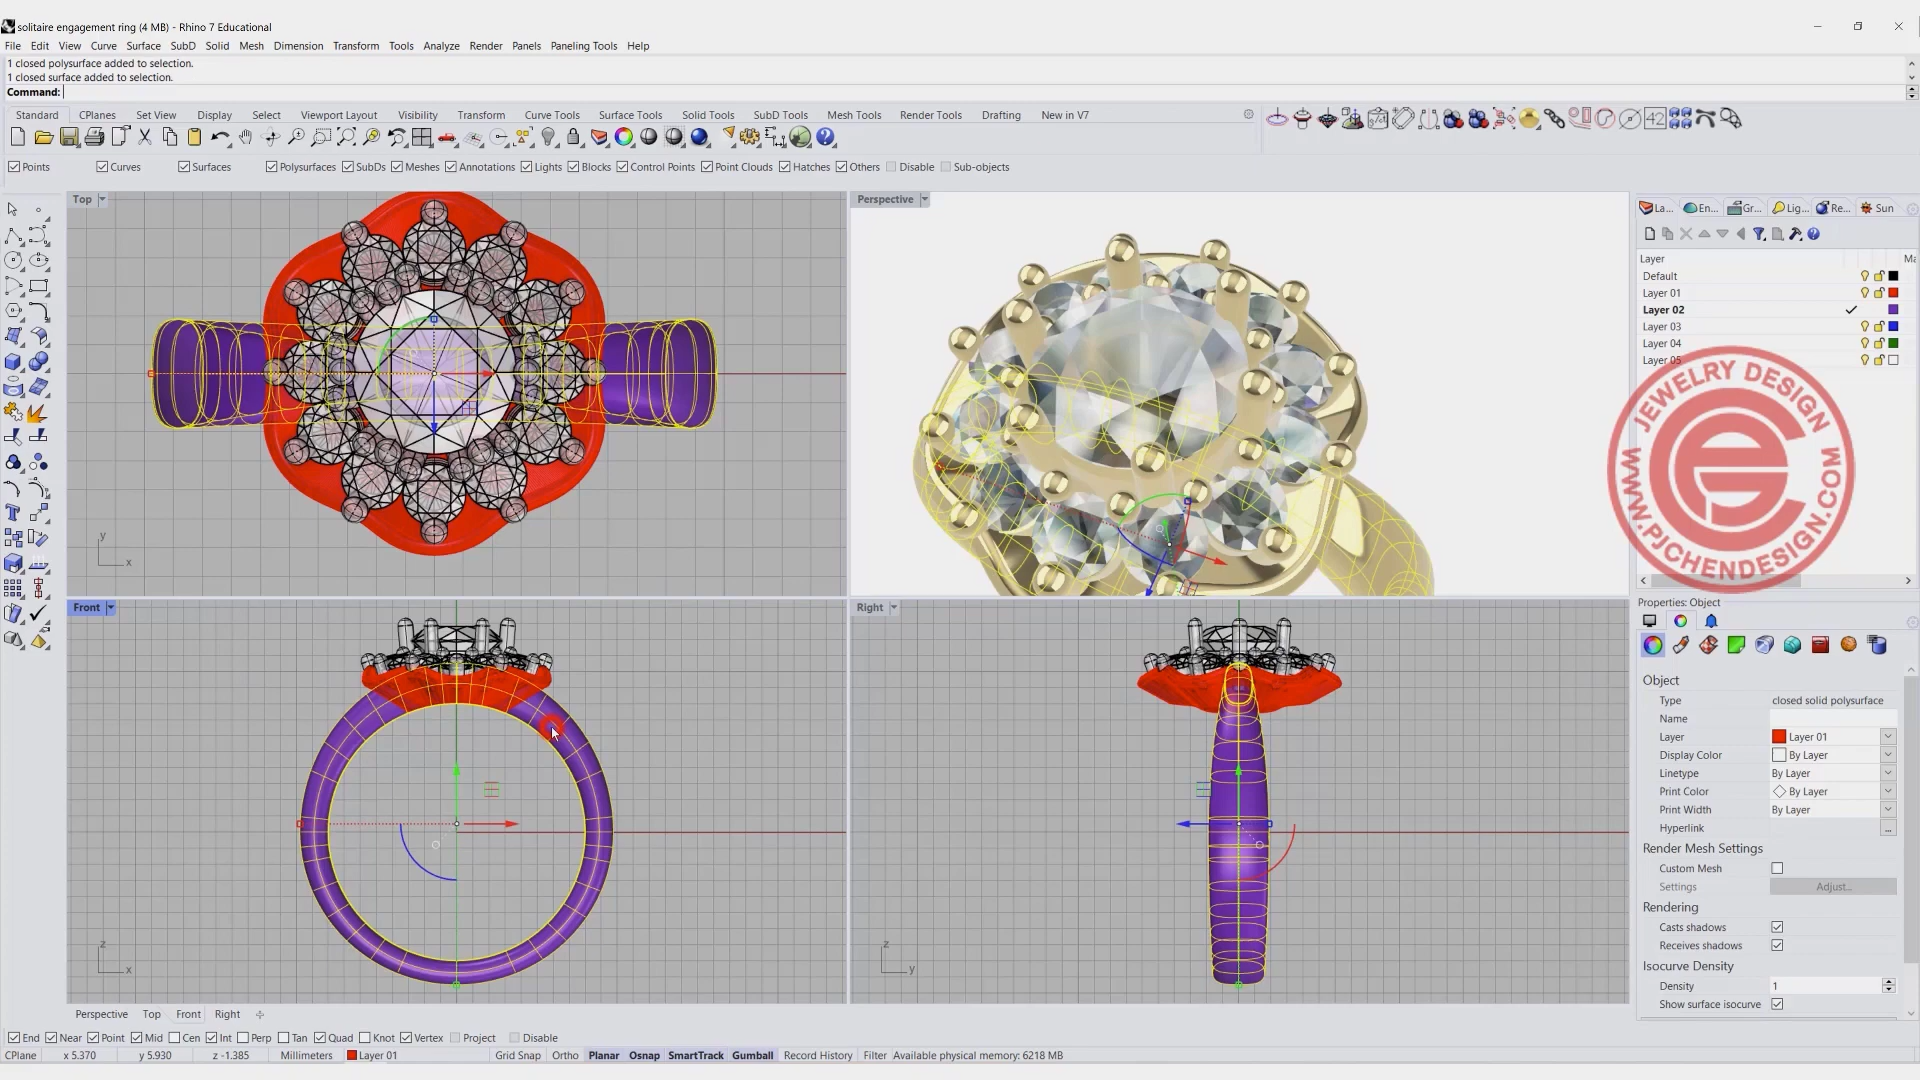 solitaire engagement ring (4 MB) - Rhino 7 Educational
File Edit View Curve Surface SubD Solid Mesh Dimension Transform Tools Analyze Render Panels Paneling Tools Help
1 closed polysurface added to selection.
1 closed surface added to selection.
Command:
Standard CPlanes Set View Display Select Viewport Layout Visibility Transform Curve Tools Surface Tools Solid Tools SubD Tools Mesh Tools Render Tools Drafting New in V7
42
Points Curves Surfaces Polysurfaces SubDs Meshes Annotations Lights Blocks Control Points Point Clouds Hatches Others Disable Sub-objects
Top
y
x
Perspective
La... En... Gr... Lig... Re... Sun
Layer Ma
Default
Layer 01
Layer 02
Layer 03
Layer 04
Layer 05
JEWELRY DESIGN
WWW.PJCHENDESIGN.COM
Front
z
x
Right
z
y
Properties: Object
Object
Type closed solid polysurface
Name
Layer Layer 01
Display Color By Layer
Linetype By Layer
Print Color By Layer
Print Width By Layer
Hyperlink ...
Render Mesh Settings
Custom Mesh
Settings Adjust...
Rendering
Casts shadows
Receives shadows
Isocurve Density
Density 1
Show surface isocurve
Perspective Top Front Right
End Near Point Mid Cen Int Perp Tan Quad Knot Vertex Project Disable
CPlane x 5.370 y 5.930 z -1.385 Millimeters Layer 01 Grid Snap Ortho Planar Osnap SmartTrack Gumball Record History Filter Available physical memory: 6218 MB